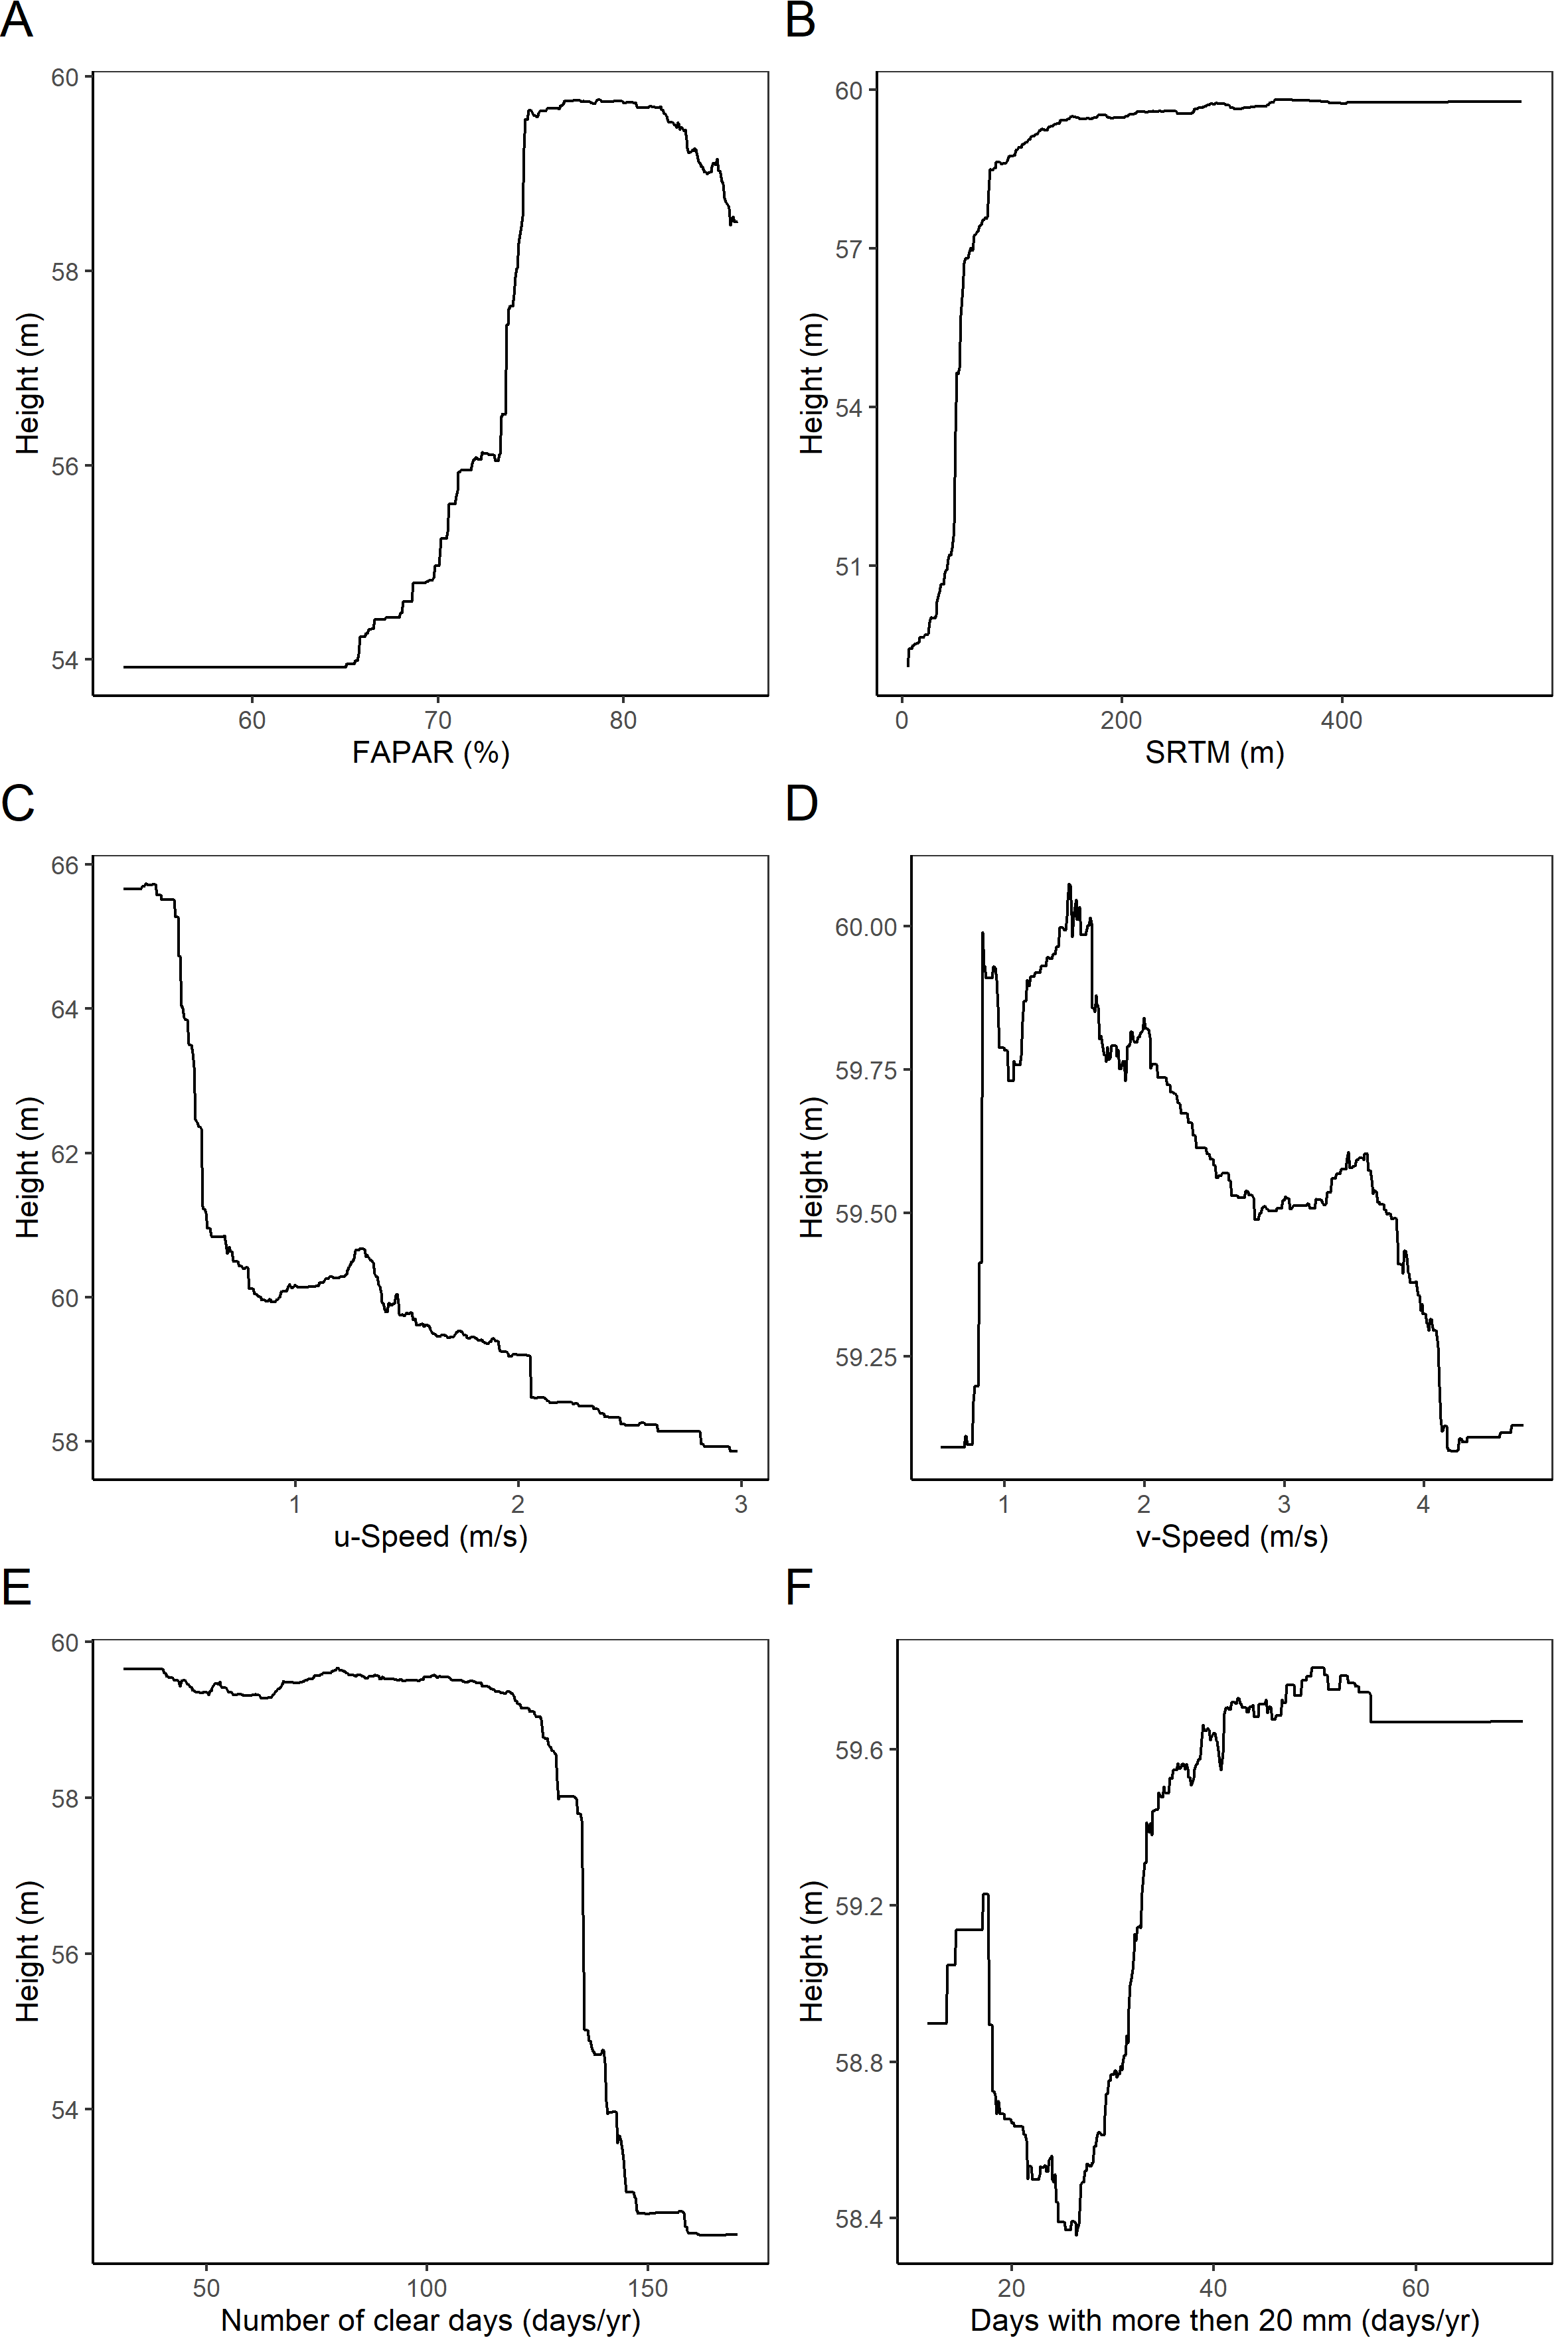 A
60
58
56
54
Height (m)
60 70 80
FAPAR (%)
B
60
57
54
51
Height (m)
0 200 400
SRTM (m)
C
66
64
62
60
58
Height (m)
1 2 3
u-Speed (m/s)
D
60.00
59.75
59.50
59.25
Height (m)
1 2 3 4
v-Speed (m/s)
E
60
58
56
54
Height (m)
50 100 150
Number of clear days (days/yr)
F
59.6
59.2
58.8
58.4
Height (m)
20 40 60
Days with more then 20 mm (days/yr)